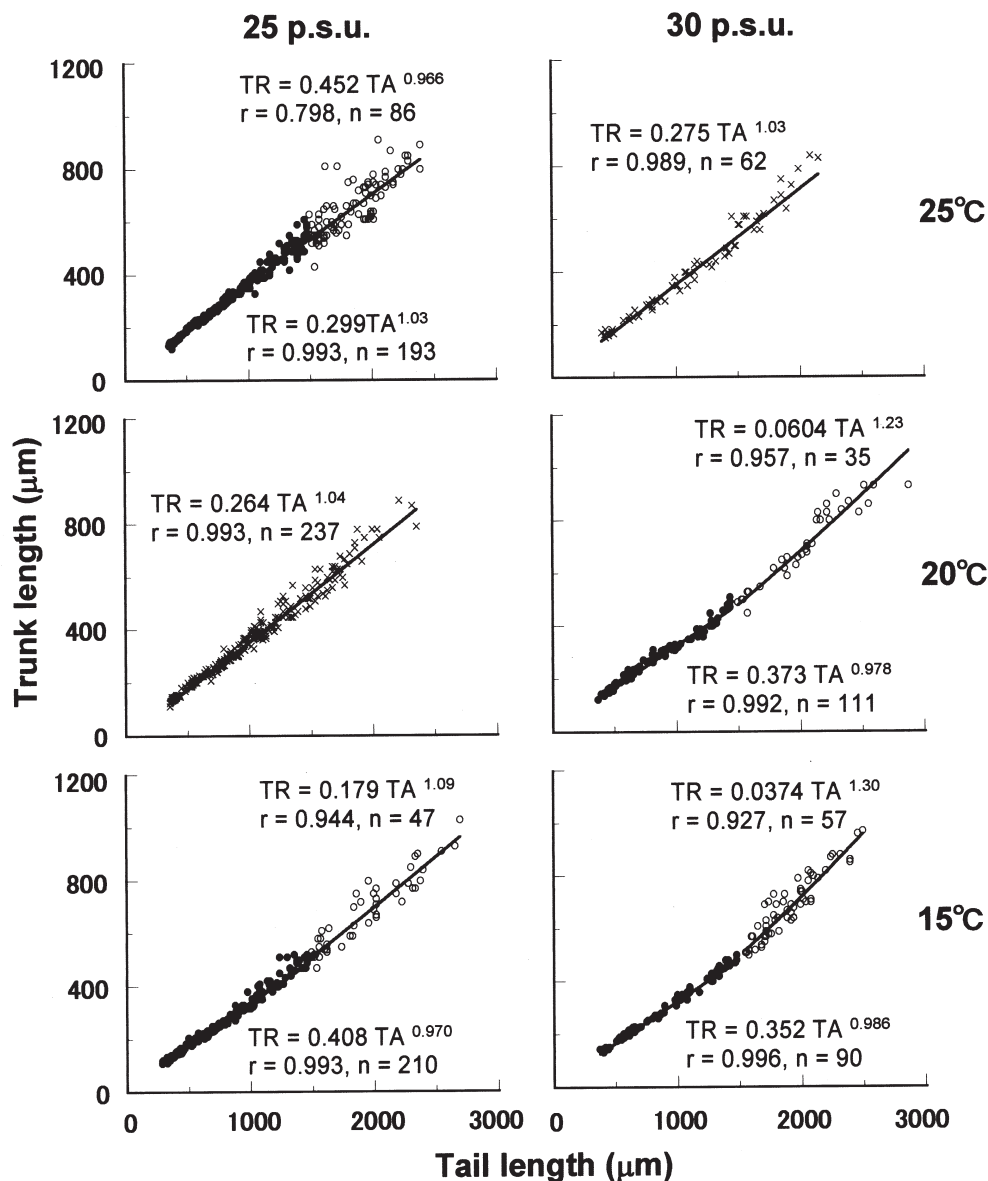 25 p.s.u.
30 p.s.u.
1200
800
400
0
TR = 0.452 TA 0.966
r = 0.798, n = 86
TR = 0.299TA1.03
r = 0.993, n = 193
TR = 0.275 TA 1.03
r = 0.989, n = 62
25°C
Trunk length (μm)
1200
800
400
0
TR = 0.264 TA 1.04
r = 0.993, n = 237
TR = 0.0604 TA 1.23
r = 0.957, n = 35
TR = 0.373 TA 0.978
r = 0.992, n = 111
20°C
1200
800
400
0
TR = 0.179 TA 1.09
r = 0.944, n = 47
TR = 0.408 TA 0.970
r = 0.993, n = 210
TR = 0.0374 TA 1.30
r = 0.927, n = 57
TR = 0.352 TA 0.986
r = 0.996, n = 90
15°C
0 1000 2000 3000
0 1000 2000 3000
Tail length (μm)